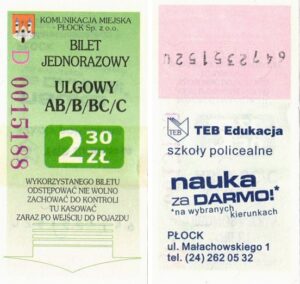 KOMUNIKACJA MIEJSKA
PŁOCK Sp. z o.o.
BILET
JEDNORAZOWY
ULGOWY
AB/B/BC/C
2 30
ZŁ
WYKORZYSTANEGO BILETU
ODSTĘPOWAĆ NIE WOLNO
ZACHOWAĆ DO KONTROLI
TU KASOWAĆ
ZARAZ PO WEJŚCIU DO POJAZDU
D 0015188
TEB
TEB Edukacja
szkoły policealne
nauka
za DARMO!*
*na wybranych
kierunkach
PŁOCK
ul. Małachowskiego 1
tel. (24) 262 05 32